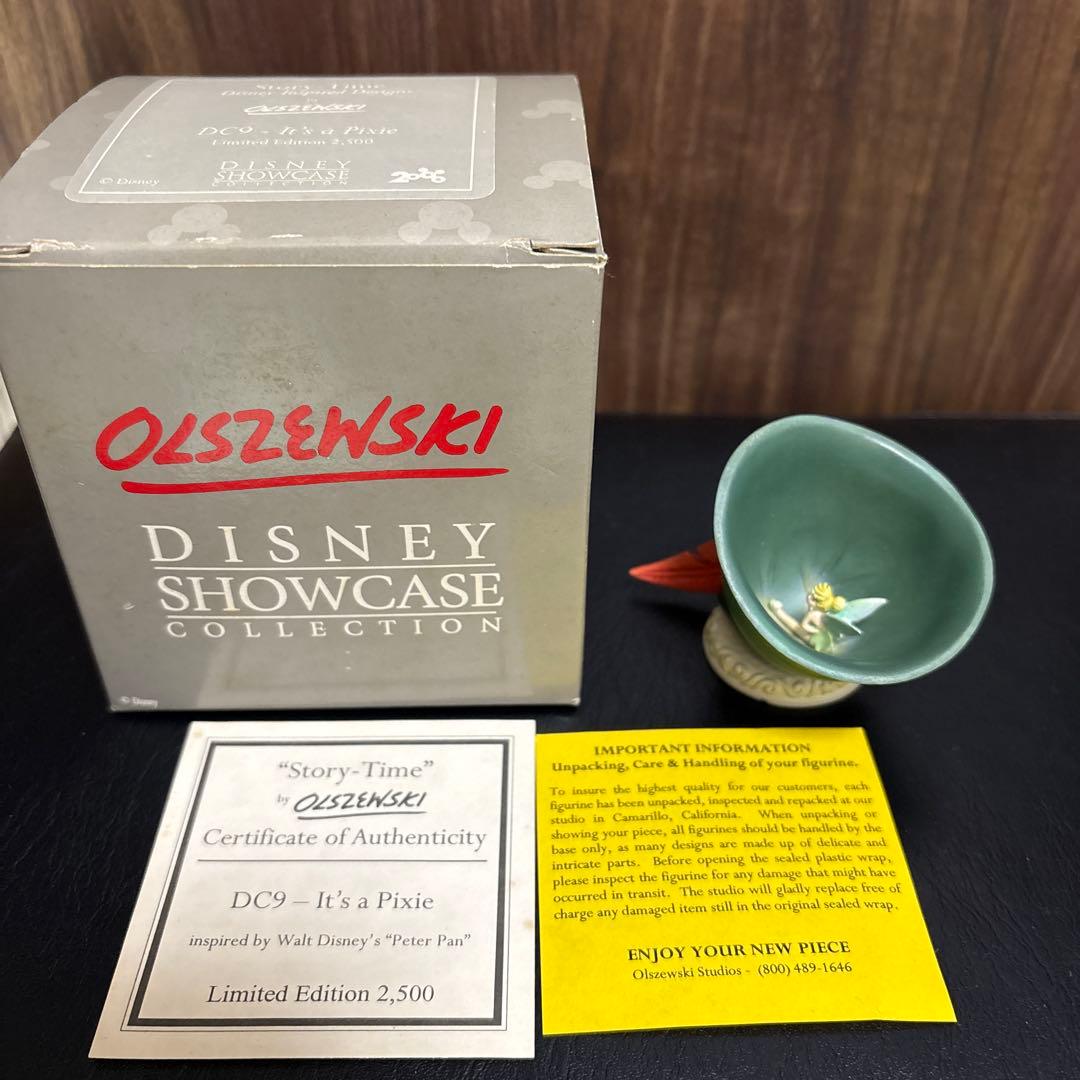 "Story-Time"
Disney Inspired Designs
by
OLSZEWSKI
DC9 - It's a Pixie
Limited Edition 2,500
DISNEY
SHOWCASE
COLLECTION
© Disney
OLSZEWSKI
DISNEY
SHOWCASE
COLLECTION
© Disney
"Story-Time"
by OLSZEWSKI
Certificate of Authenticity
DC9 – It's a Pixie
inspired by Walt Disney's "Peter Pan"
Limited Edition 2,500
IMPORTANT INFORMATION
Unpacking, Care & Handling of your figurine.
To insure the highest quality for our customers, each
figurine has been unpacked, inspected and repacked at our
studio in Camarillo, California. When unpacking or
showing your piece, all figurines should be handled by the
base only, as many designs are made up of delicate and
intricate parts. Before opening the sealed plastic wrap,
please inspect the figurine for any damage that might have
occurred in transit. The studio will gladly replace free of
charge any damaged item still in the original sealed wrap.
ENJOY YOUR NEW PIECE
Olszewski Studios - (800) 489-1646